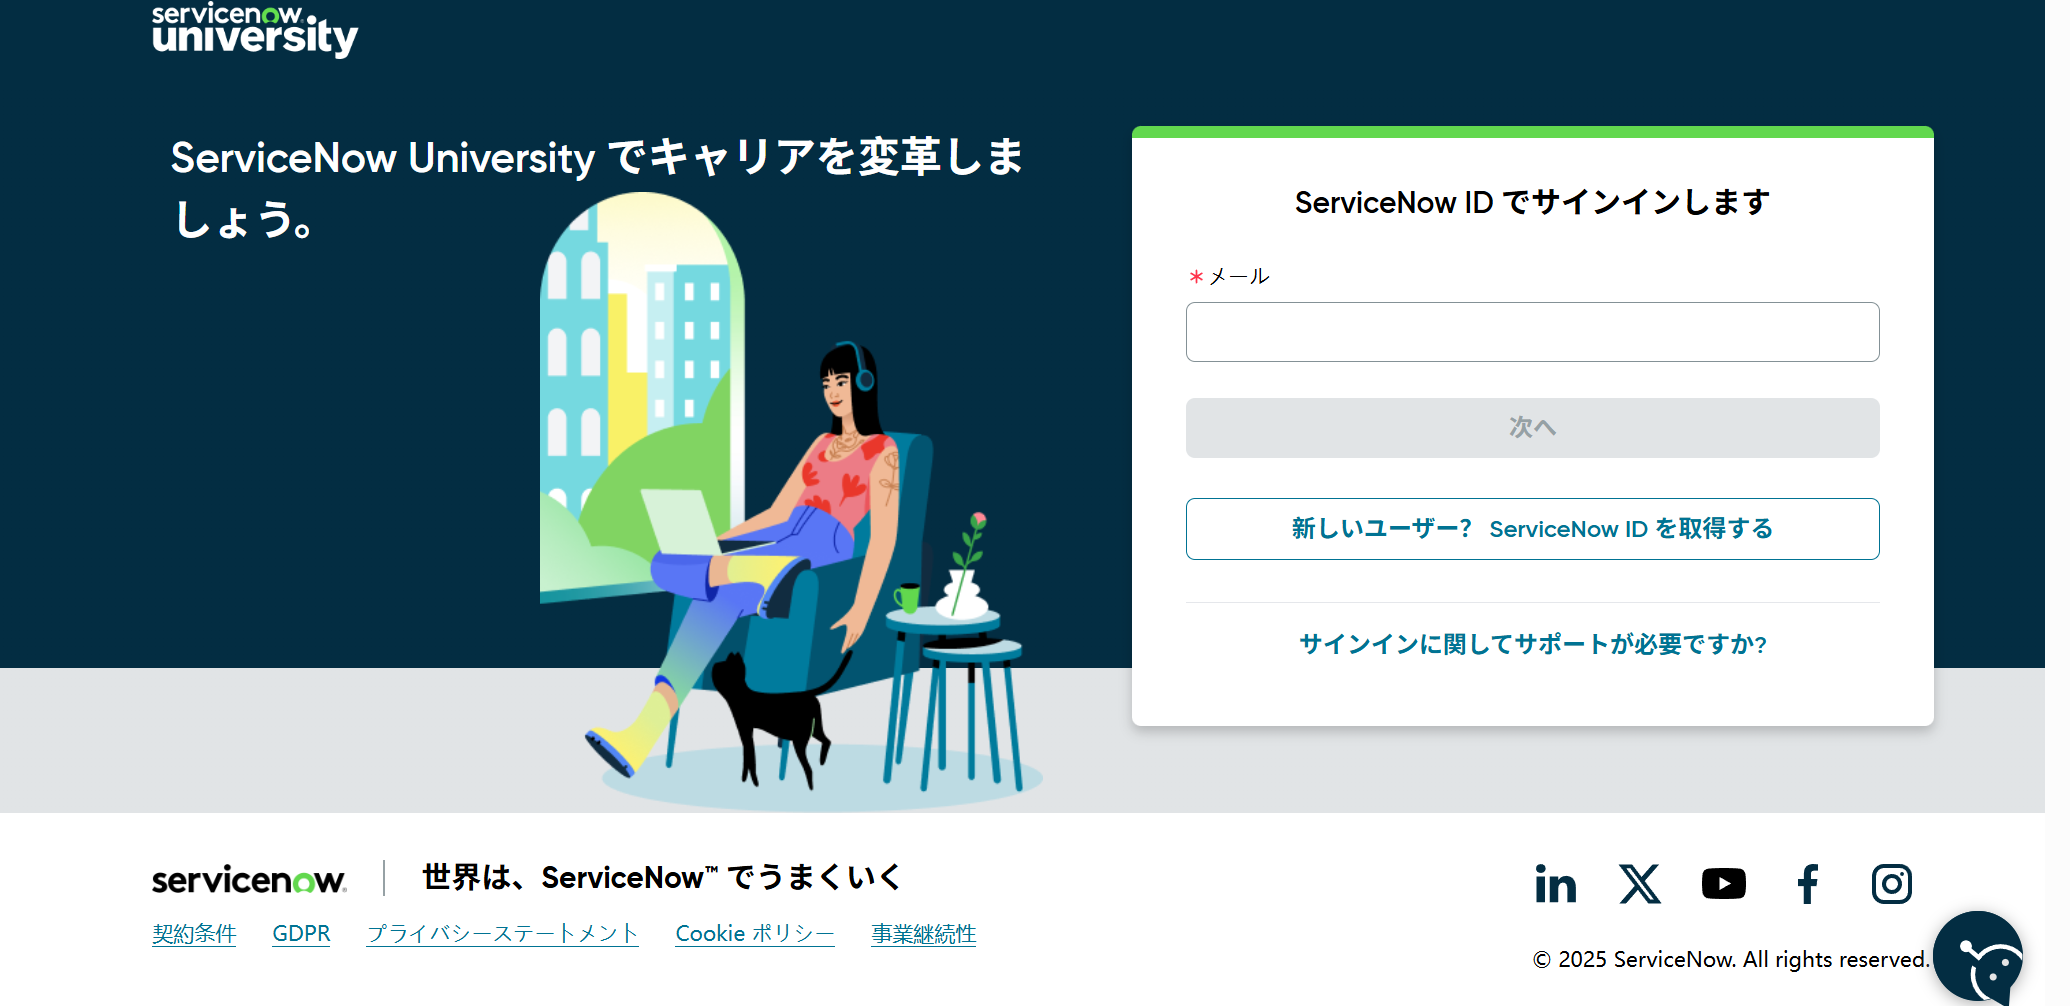 servicenow
university
ServiceNow University でキャリアを変革しま
しょう。
ServiceNow ID でサインインします
*メール
次へ
新しいユーザー? ServiceNow ID を取得する
サインインに関してサポートが必要ですか?
servicenow.
世界は、ServiceNow™ でうまくいく
契約条件 GDPR プライバシーステートメント Cookie ポリシー 事業継続性
© 2025 ServiceNow. All rights reserved.